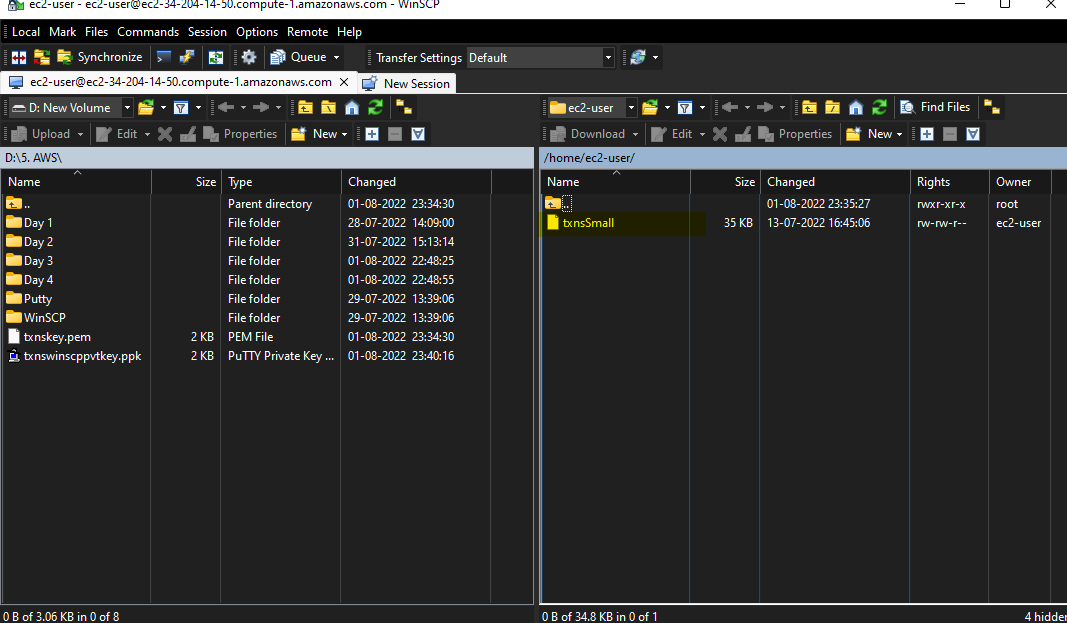 ec2-user - ec2-user@ec2-34-204-14-50.compute-1.amazonaws.com - WinSCP
Local Mark Files Commands Session Options Remote Help
Synchronize Queue Transfer Settings Default
ec2-user@ec2-34-204-14-50.compute-1.amazonaws.com × New Session
D: New Volume
Upload Edit Properties New
D:\5. AWS\
Name Size Type Changed
.. Parent directory 01-08-2022 23:34:30
Day 1 File folder 28-07-2022 14:09:00
Day 2 File folder 31-07-2022 15:13:14
Day 3 File folder 01-08-2022 22:48:25
Day 4 File folder 01-08-2022 22:48:55
Putty File folder 29-07-2022 13:39:06
WinSCP File folder 29-07-2022 13:39:06
txnskey.pem 2 KB PEM File 01-08-2022 23:34:30
txnswinscppvtkey.ppk 2 KB PuTTY Private Key ... 01-08-2022 23:40:16
0 B of 3.06 KB in 0 of 8
ec2-user Find Files
Download Edit Properties New
/home/ec2-user/
Name Size Changed Rights Owner
.. 01-08-2022 23:35:27 rwxr-xr-x root
txnsSmall 35 KB 13-07-2022 16:45:06 rw-rw-r-- ec2-user
0 B of 34.8 KB in 0 of 1 4 hidden